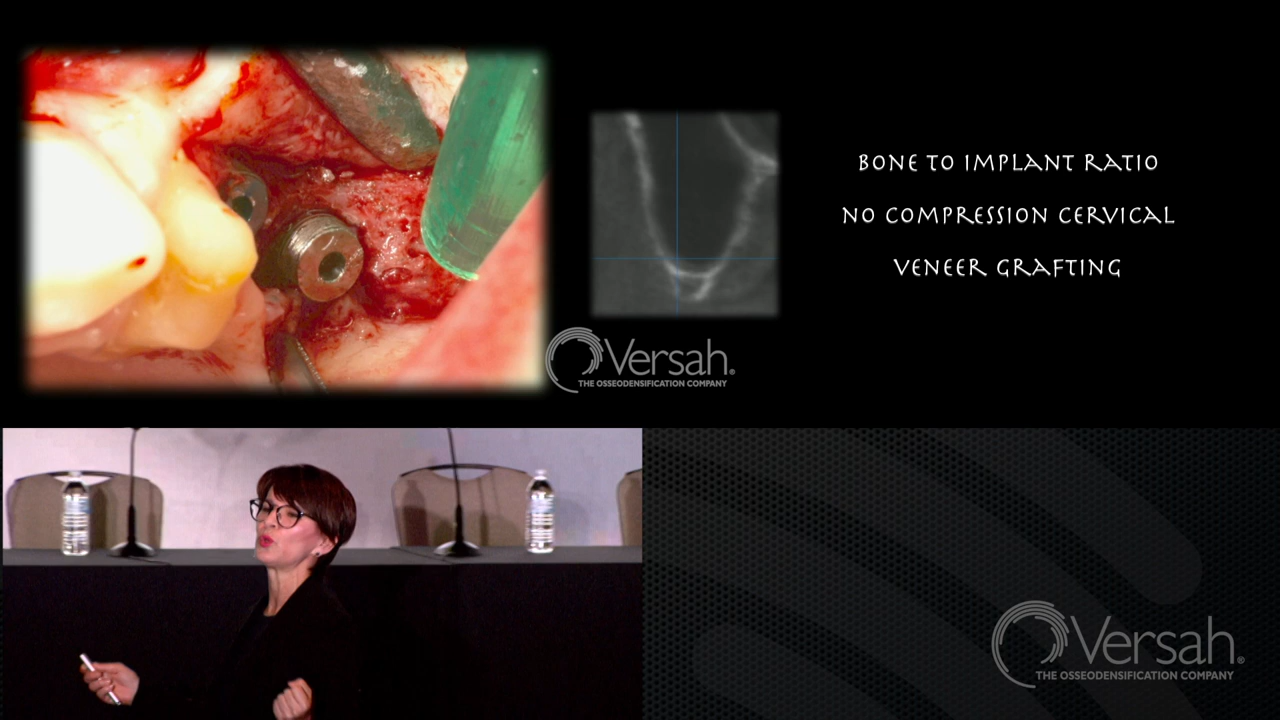 BONE TO IMPLANT RATIO
NO COMPRESSION CERVICAL
VENEER GRAFTING
Versah®
THE OSSEODENSIFICATION COMPANY
Versah®
THE OSSEODENSIFICATION COMPANY